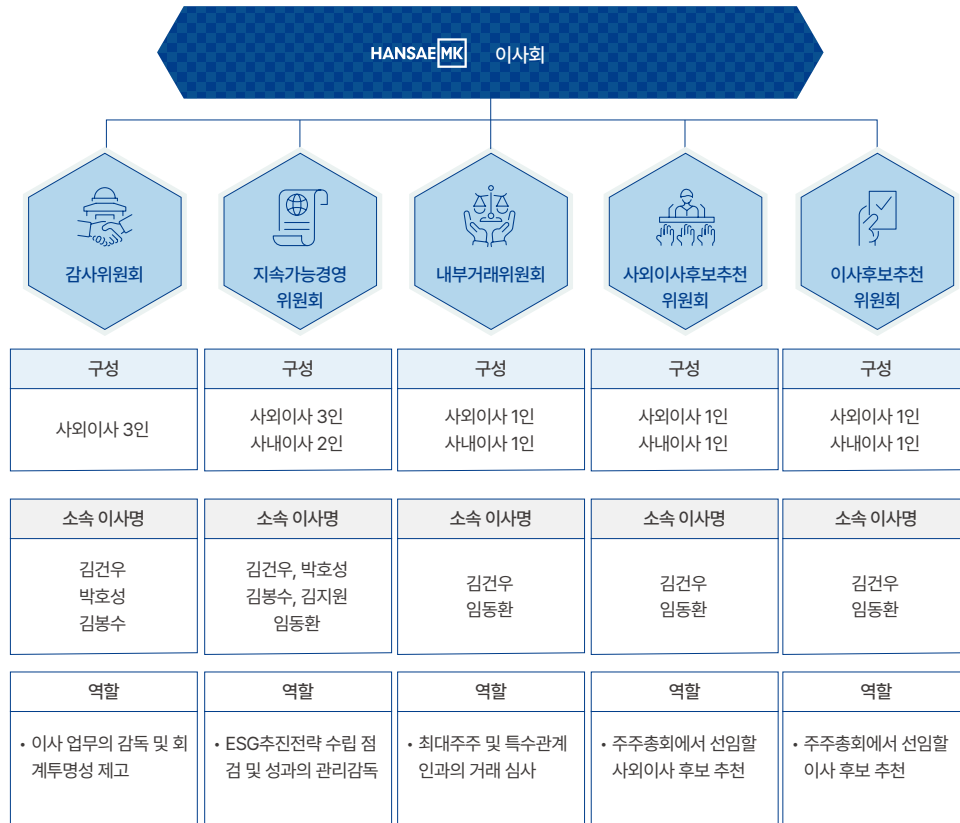 HANSAE MK 이사회
감사위원회
지속가능경영
위원회
내부거래위원회
사외이사후보추천
위원회
이사후보추천
위원회
구성
사외이사 3인
구성
사외이사 3인
사내이사 2인
구성
사외이사 1인
사내이사 1인
구성
사외이사 1인
사내이사 1인
구성
사외이사 1인
사내이사 1인
소속 이사명
김건우
박호성
김봉수
소속 이사명
김건우, 박호성
김봉수, 김지원
임동환
소속 이사명
김건우
임동환
소속 이사명
김건우
임동환
소속 이사명
김건우
임동환
역할
• 이사 업무의 감독 및 회
계투명성 제고
역할
• ESG추진전략 수립 점
검 및 성과의 관리감독
역할
• 최대주주 및 특수관계
인과의 거래 심사
역할
• 주주총회에서 선임할
사외이사 후보 추천
역할
• 주주총회에서 선임할
이사 후보 추천